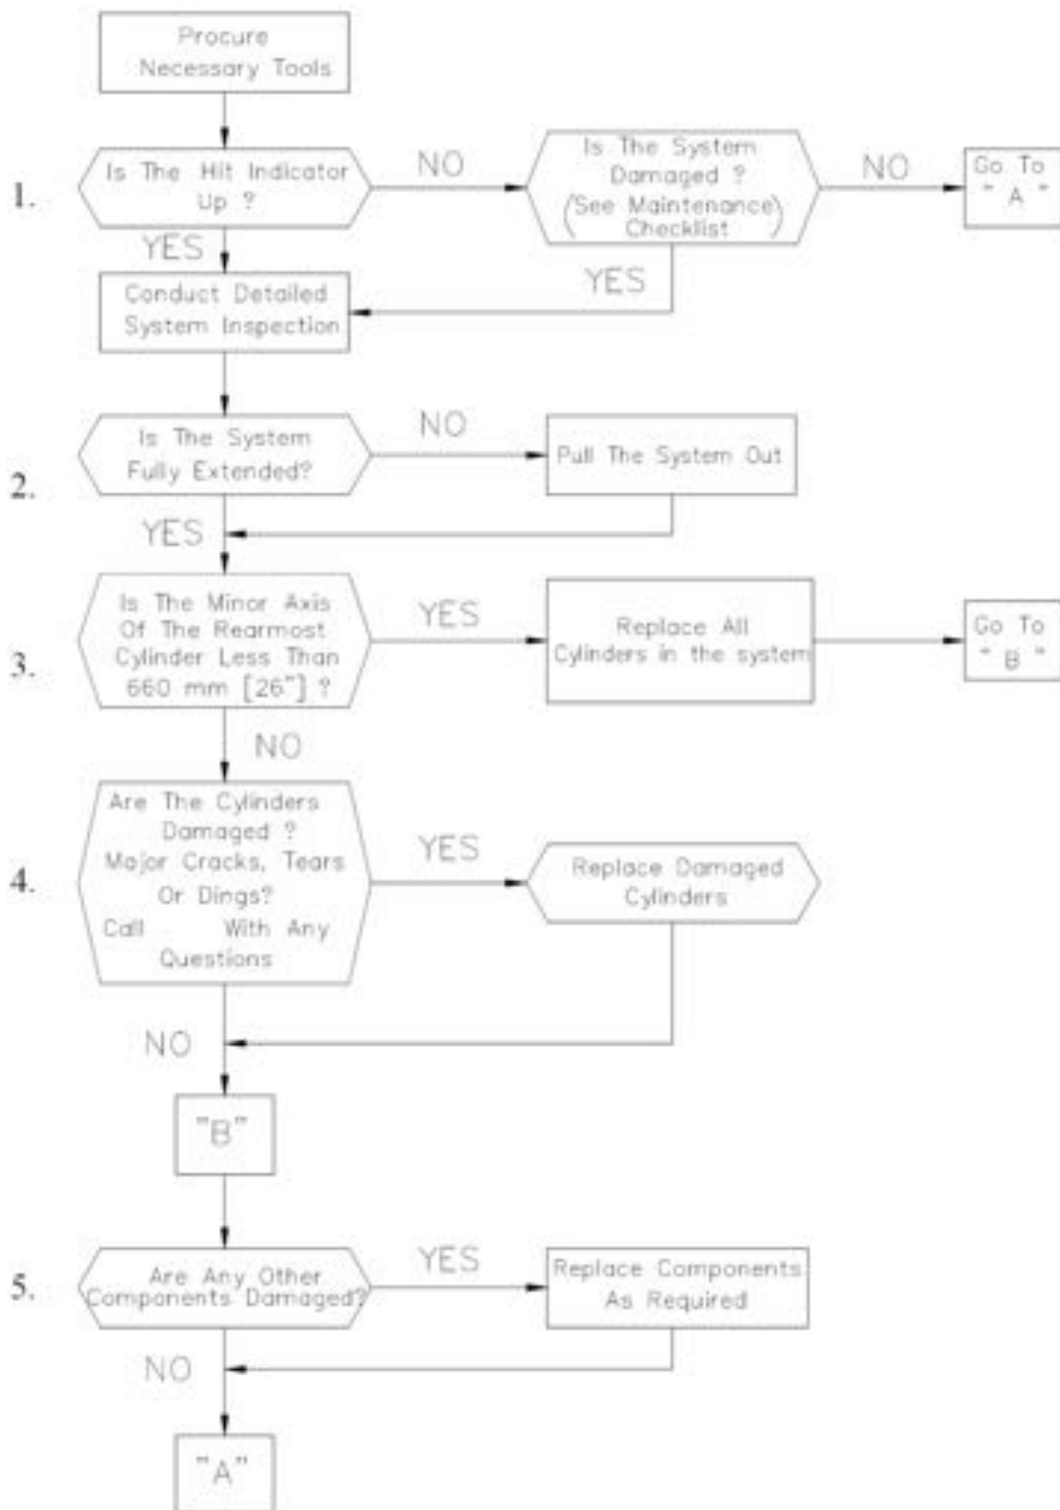 Procure
Necessary Tools
1.
Is The Hit Indicator
Up ?
NO
Is The System
Damaged ?
(See Maintenance)
Checklist
NO
Go To
" A "
YES
YES
Conduct Detailed
System Inspection
2.
Is The System
Fully Extended?
NO
Pull The System Out
YES
3.
Is The Minor Axis
Of The Rearmost
Cylinder Less Than
660 mm [26"] ?
YES
Replace All
Cylinders in the system
Go To
" B "
NO
4.
Are The Cylinders
Damaged ?
Major Cracks, Tears
Or Dings?
Call With Any
Questions
YES
Replace Damaged
Cylinders
NO
"B"
5.
Are Any Other
Components Damaged?
YES
Replace Components
As Required
NO
"A"